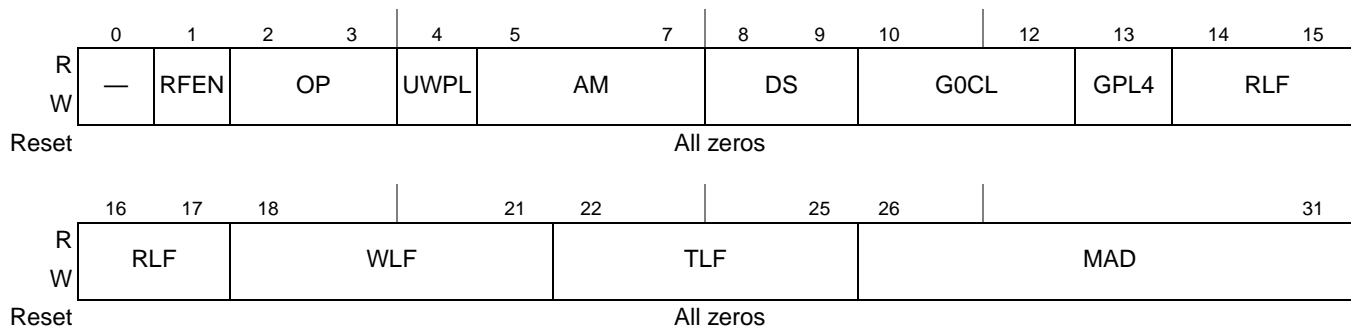 0 1 2 3 4 5 7 8 9 10 12 13 14 15
R
— RFEN OP UWPL AM DS G0CL GPL4 RLF
W
Reset All zeros
16 17 18 21 22 25 26 31
R
RLF WLF TLF MAD
W
Reset All zeros